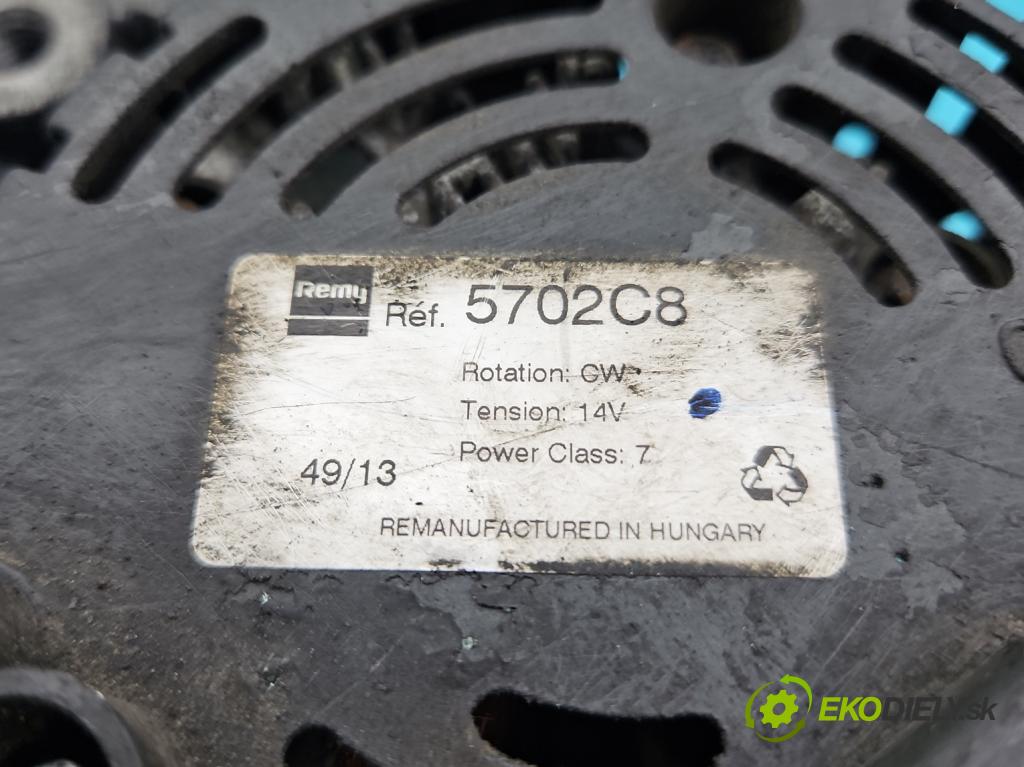 Remy
Réf. 5702C8
Rotation: CW
Tension: 14V
Power Class: 7
49/13
REMANUFACTURED IN HUNGARY
EKODIELY.sk